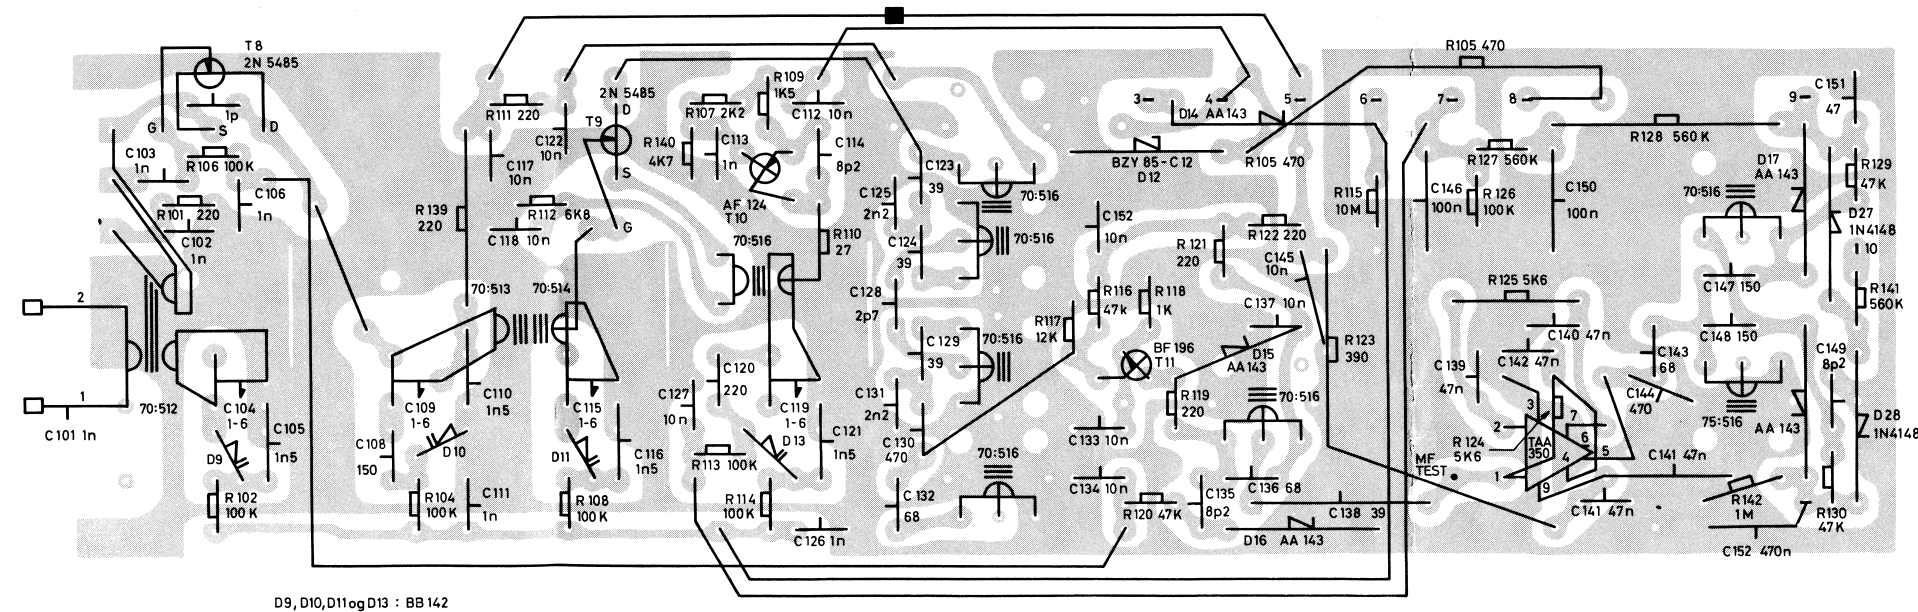 T8
2N 5485
1p
G
S
D
C103
1n
R106 100K
C106
1n
R101 220
C102
1n
2
1
C101 1n
70:512
C104
1-6
C105
1n5
D9
R102
100K
D9, D10, D11 og D13 : BB 142
R111 220
C122
10n
C117
10n
2N 5485
D
T9
S
G
R139
220
R112 6K8
C118 10n
70:513
70:514
C109
1-6
C110
1n5
C108
150
D10
R104
100K
C111
1n
C115
1-6
D11
C116
1n5
R108
100K
R109
1K5
R107 2K2
C112 10n
R140
4K7
C113
1n
C114
8p2
AF 124
T10
R110
27
70:516
C120
220
C127
10n
C119
1-6
C121
1n5
D13
R113 100K
R114
100K
C126 1n
C123
39
C125
2n2
C124
39
70:516
70:516
C128
2p7
C129
39
70:516
C131
2n2
C130
470
70:516
C132
68
3
4
5
6
7
8
9
D14 AA 143
BZY 85-C12
D12
R105 470
R105 470
C152
10n
R121
220
R122 220
C145
10n
R116
47k
R118
1K
C137 10n
R117
12K
BF 196
T11
D15
AA 143
R123
390
R119
220
70:516
C133 10n
C134 10n
R120 47K
C135
8p2
C136 68
C138 39
D16 AA 143
R115
10M
C146
100n
R127 560K
R126
100K
C150
100n
R128 560K
C151
47
D17
AA 143
R129
47K
70:516
D27
1N4148
I 10
C147 150
R141
560K
R125 5K6
C140 47n
C142 47n
C139
47n
C143
68
C144
470
C148 150
C149
8p2
75:516
AA 143
D28
1N4148
3
7
2
6
R124
5K6
TAA
350
4
5
1
9
MF
TEST
C141 47n
C141 47n
R142
1M
R130
47K
C152 470n